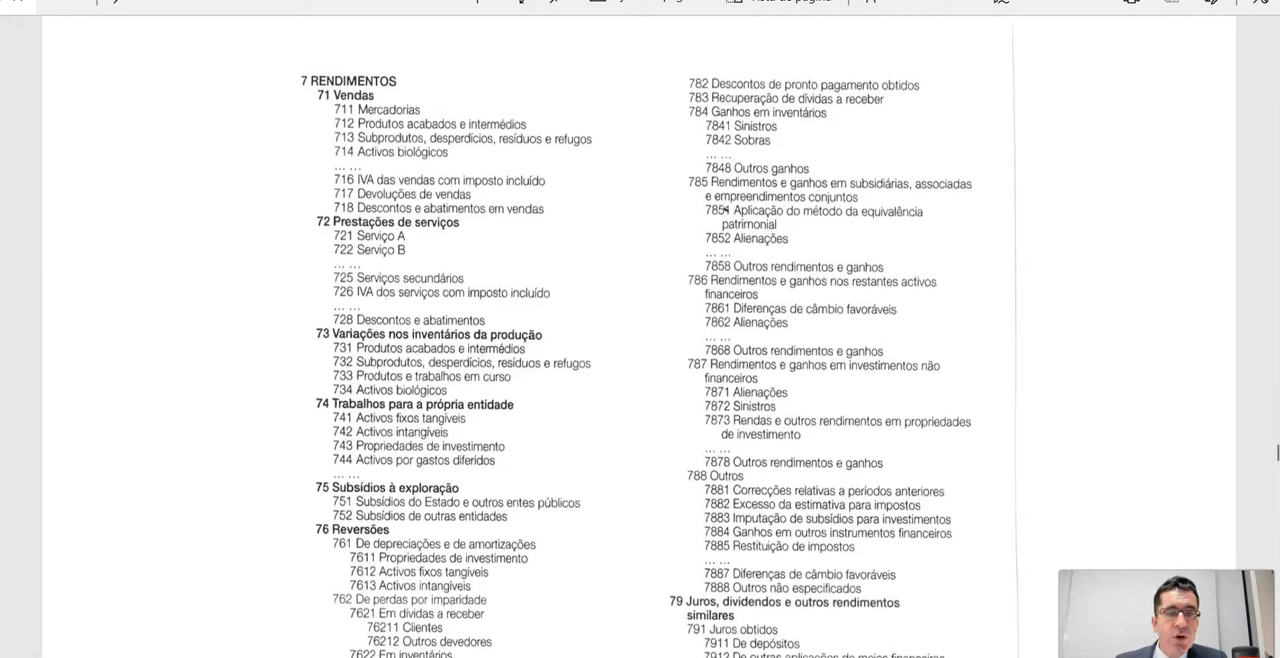 7 RENDIMENTOS
71 Vendas
711 Mercadorias
712 Produtos acabados e intermédios
713 Subprodutos, desperdícios, resíduos e refugos
714 Activos biológicos
... ...
716 IVA das vendas com imposto incluído
717 Devoluções de vendas
718 Descontos e abatimentos em vendas
72 Prestações de serviços
721 Serviço A
722 Serviço B
... ...
725 Serviços secundários
726 IVA dos serviços com imposto incluído
... ...
728 Descontos e abatimentos
73 Variações nos inventários da produção
731 Produtos acabados e intermédios
732 Subprodutos, desperdícios, resíduos e refugos
733 Produtos e trabalhos em curso
734 Activos biológicos
74 Trabalhos para a própria entidade
741 Activos fixos tangíveis
742 Activos intangíveis
743 Propriedades de investimento
744 Activos por gastos diferidos
... ...
75 Subsídios à exploração
751 Subsídios do Estado e outros entes públicos
752 Subsídios de outras entidades
76 Reversões
761 De depreciações e de amortizações
7611 Propriedades de investimento
7612 Activos fixos tangíveis
7613 Activos intangíveis
762 De perdas por imparidade
7621 Em dívidas a receber
76211 Clientes
76212 Outros devedores
7622 Em inventários
782 Descontos de pronto pagamento obtidos
783 Recuperação de dívidas a receber
784 Ganhos em inventários
7841 Sinistros
7842 Sobras
... ...
7848 Outros ganhos
785 Rendimentos e ganhos em subsidiárias, associadas
e empreendimentos conjuntos
7851 Aplicação do método da equivalência
patrimonial
7852 Alienações
... ...
7858 Outros rendimentos e ganhos
786 Rendimentos e ganhos nos restantes activos
financeiros
7861 Diferenças de câmbio favoráveis
7862 Alienações
... ...
7868 Outros rendimentos e ganhos
787 Rendimentos e ganhos em investimentos não
financeiros
7871 Alienações
7872 Sinistros
7873 Rendas e outros rendimentos em propriedades
de investimento
... ...
7878 Outros rendimentos e ganhos
788 Outros
7881 Correcções relativas a períodos anteriores
7882 Excesso da estimativa para impostos
7883 Imputação de subsídios para investimentos
7884 Ganhos em outros instrumentos financeiros
7885 Restituição de impostos
... ...
7887 Diferenças de câmbio favoráveis
7888 Outros não especificados
79 Juros, dividendos e outros rendimentos
similares
791 Juros obtidos
7911 De depósitos
7912 De outras aplicações de meios financeiros